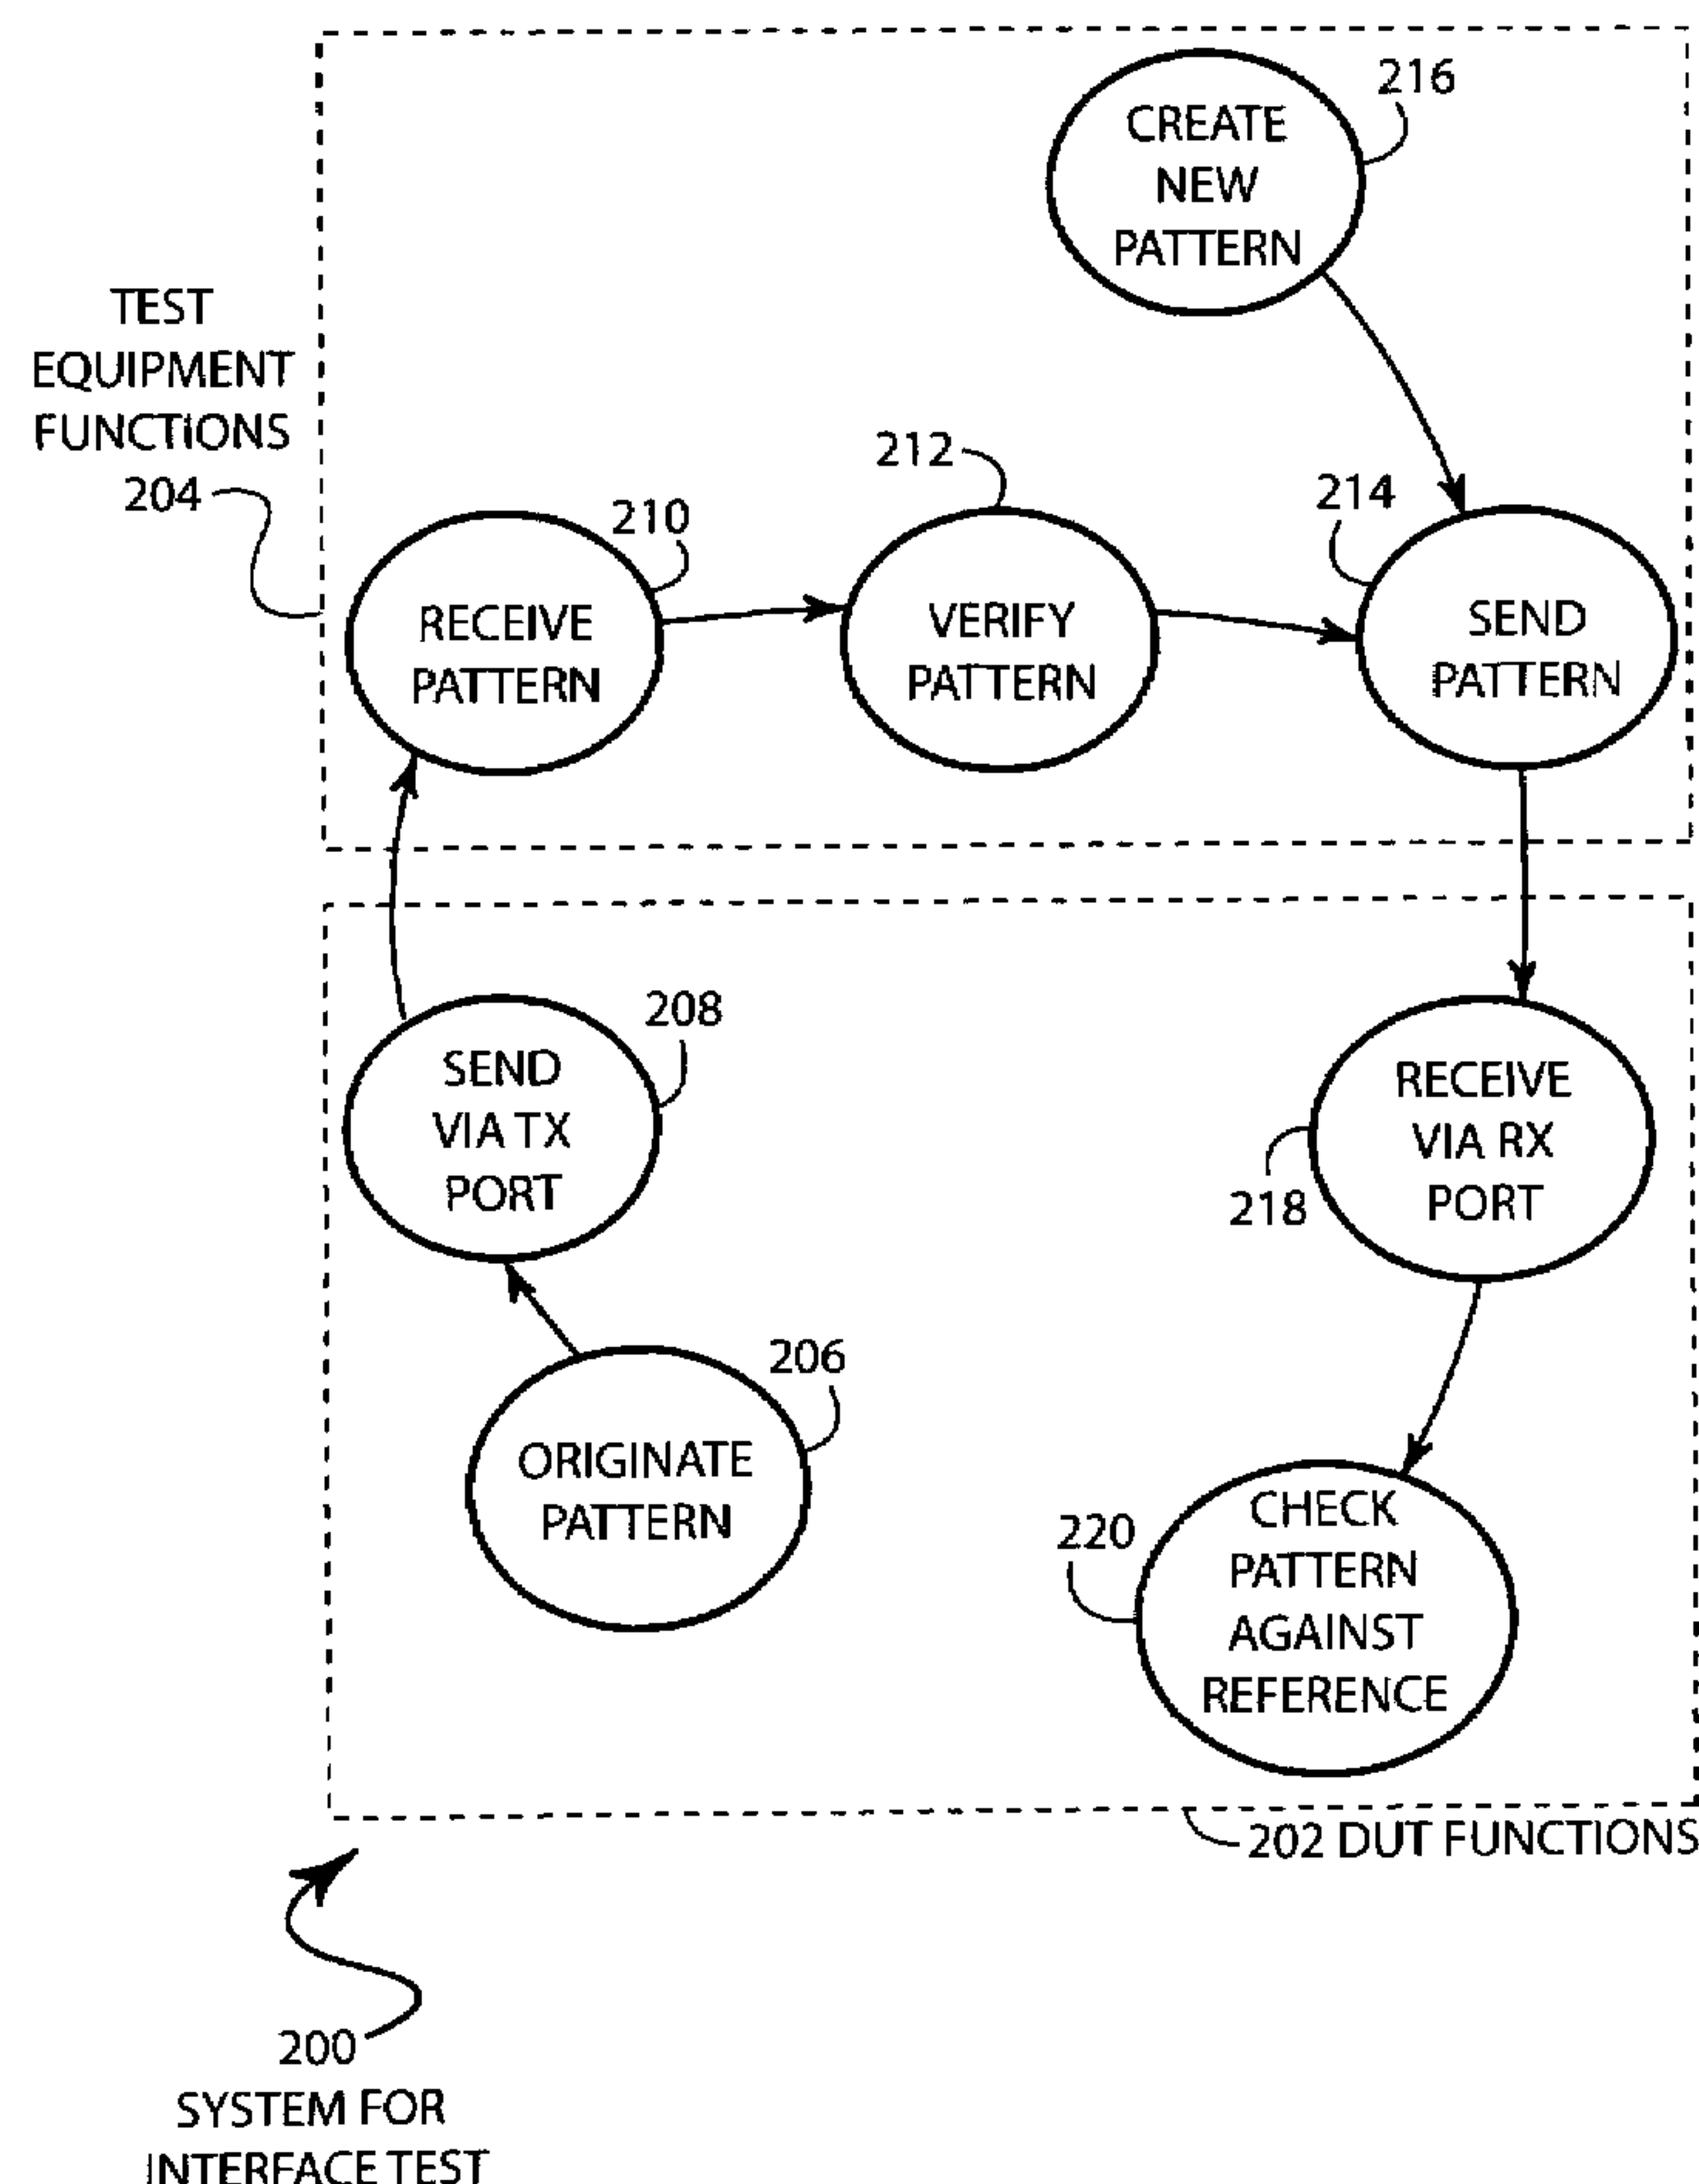 216
CREATE
NEW
PATTERN
TEST
EQUIPMENT
FUNCTIONS
204
212
214
210
RECEIVE
PATTERN
VERIFY
PATTERN
SEND
PATTERN
208
SEND
VIA TX
PORT
RECEIVE
VIA RX
PORT
218
206
ORIGINATE
PATTERN
220
CHECK
PATTERN
AGAINST
REFERENCE
202 DUT FUNCTIONS
200
SYSTEM FOR
INTERFACE TEST